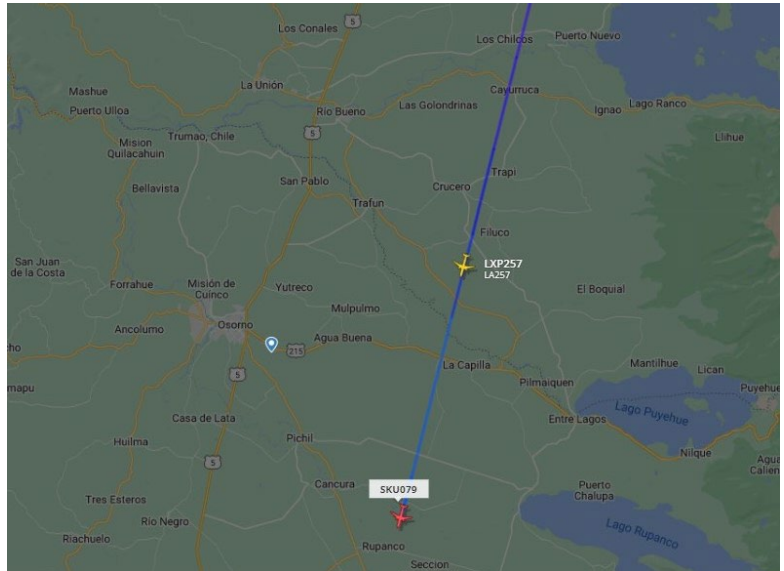 Los Conales
5
Los Chilcos
Puerto Nuevo
Mashue
La Unión
Cayurruca
Puerto Ulloa
Río Bueno
Las Golondrinas
Ignao
Lago Ranco
Trumao, Chile
5
Mision
Quilacahuin
Llihue
Trapi
San Pablo
Bellavista
Crucero
Trafun
Filuco
San Juan
de la Costa
LXP257
LA257
Forrahue
Misión de
Cuinco
Yutreco
El Boquial
Mulpulmo
Ancolumo
Osorno
Agua Buena
215
La Capilla
Mantilhue
Lican
5
Pilmaiquen
Puyehue
Lago Puyehue
Casa de Lata
Entre Lagos
Pichil
Huilma
Nilque
5
Agua
Calien
SKU079
Cancura
Puerto
Chalupa
Tres Esteros
Rio Negro
Lago Rupanco
Riachuelo
Rupanco
Seccion